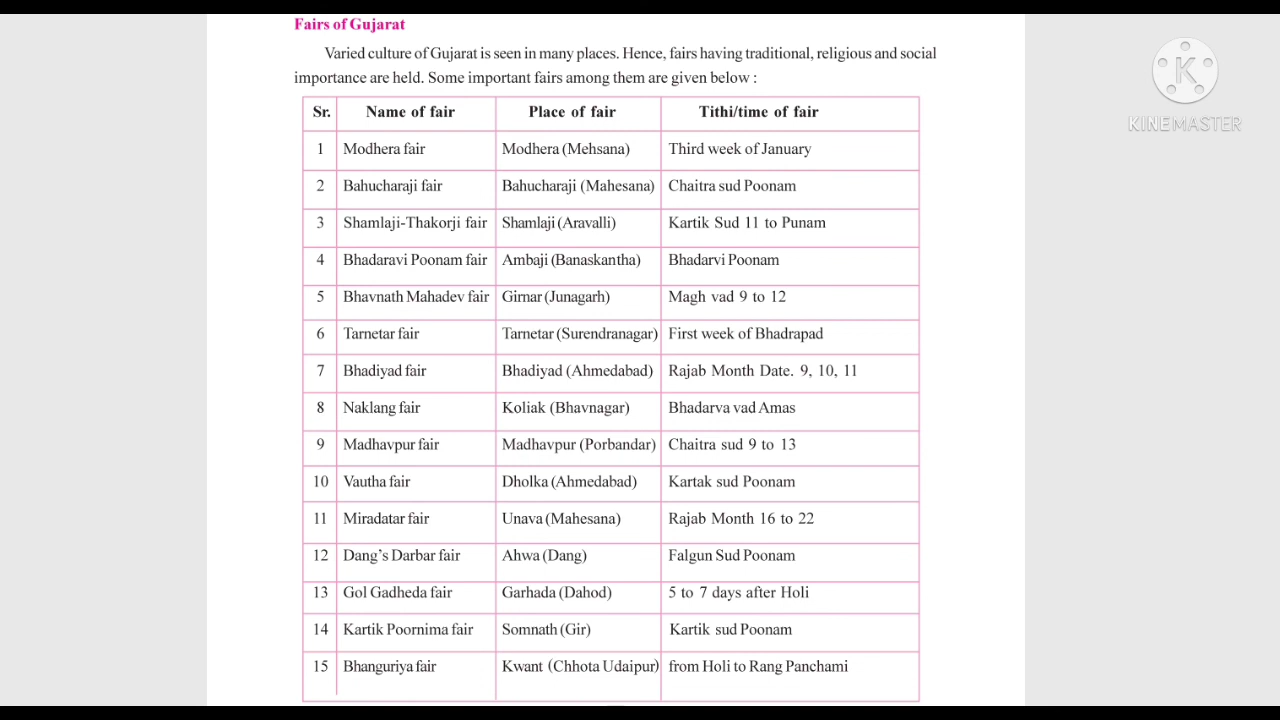 Fairs of Gujarat
Varied culture of Gujarat is seen in many places. Hence, fairs having traditional, religious and social
importance are held. Some important fairs among them are given below :
Sr. Name of fair Place of fair Tithi/time of fair
1 Modhera fair Modhera (Mehsana) Third week of January
2 Bahucharaji fair Bahucharaji (Mahesana) Chaitra sud Poonam
3 Shamlaji-Thakorji fair Shamlaji (Aravalli) Kartik Sud 11 to Punam
4 Bhadaravi Poonam fair Ambaji (Banaskantha) Bhadarvi Poonam
5 Bhavnath Mahadev fair Girnar (Junagarh) Magh vad 9 to 12
6 Tarnetar fair Tarnetar (Surendranagar) First week of Bhadrapad
7 Bhadiyad fair Bhadiyad (Ahmedabad) Rajab Month Date. 9, 10, 11
8 Naklang fair Koliak (Bhavnagar) Bhadarva vad Amas
9 Madhavpur fair Madhavpur (Porbandar) Chaitra sud 9 to 13
10 Vautha fair Dholka (Ahmedabad) Kartak sud Poonam
11 Miradatar fair Unava (Mahesana) Rajab Month 16 to 22
12 Dang's Darbar fair Ahwa (Dang) Falgun Sud Poonam
13 Gol Gadheda fair Garhada (Dahod) 5 to 7 days after Holi
14 Kartik Poornima fair Somnath (Gir) Kartik sud Poonam
15 Bhanguriya fair Kwant (Chhota Udaipur) from Holi to Rang Panchami
K
KINEMASTER